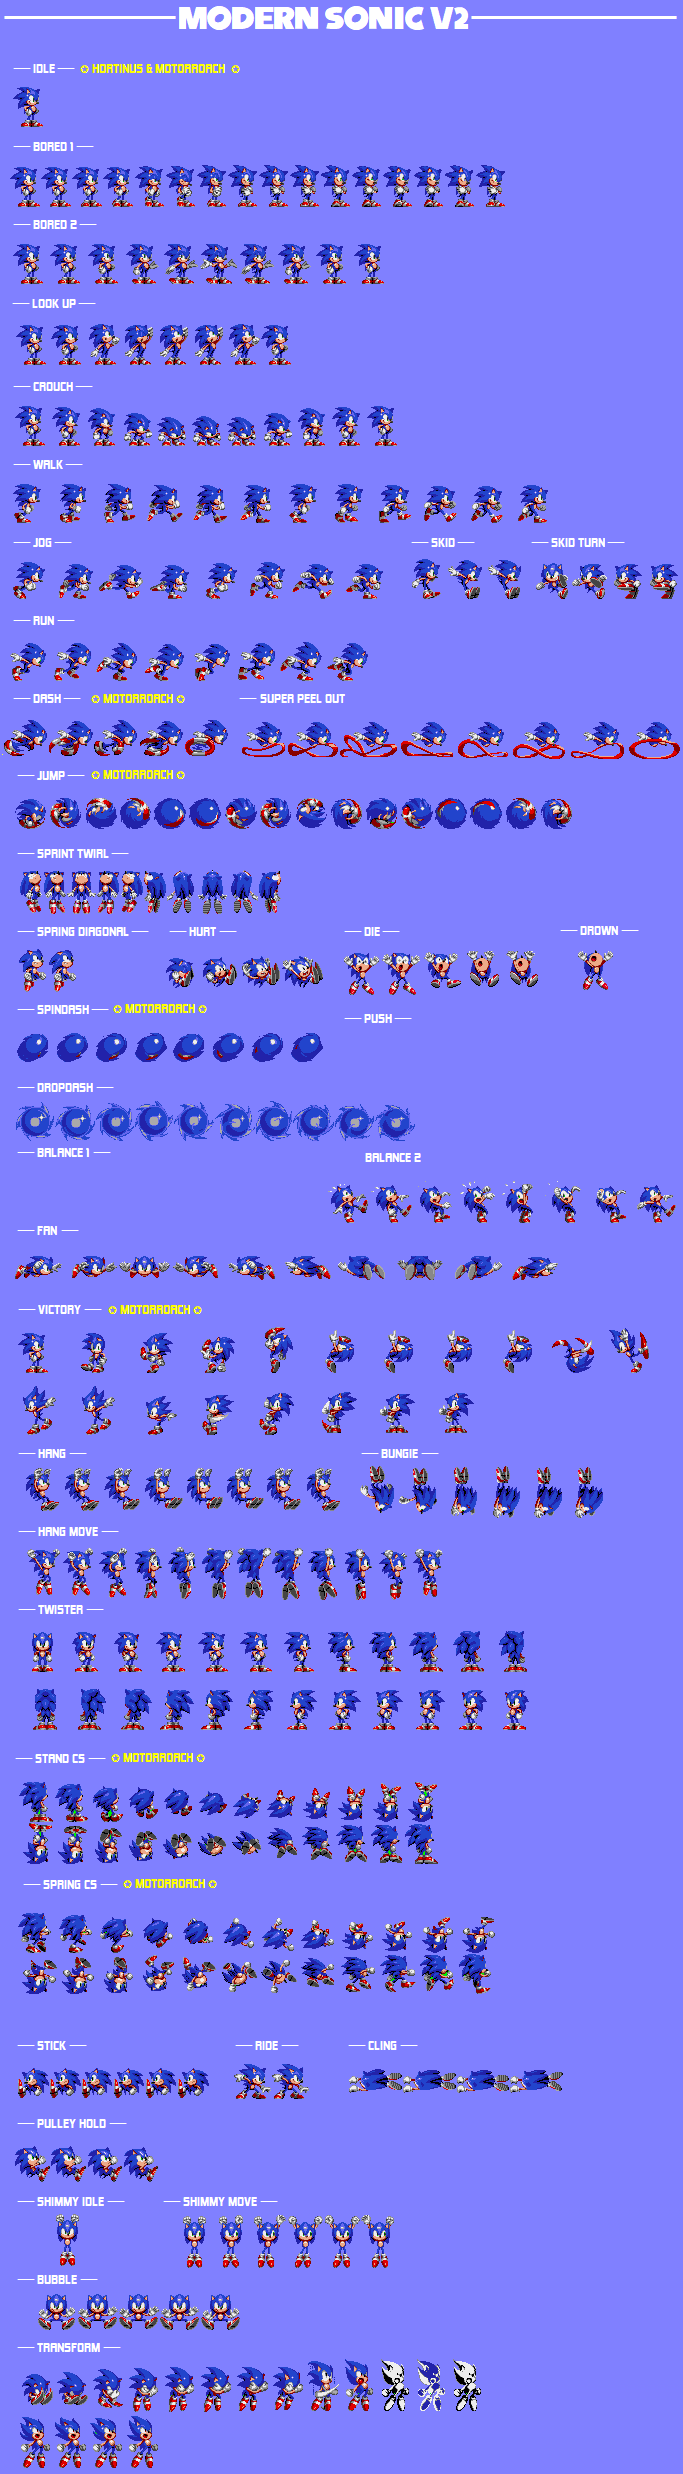 MODERN SONIC V2
IDLE ✪ HORTINUS & MOTORROACH ✪
BORED 1
BORED 2
LOOK UP
CROUCH
WALK
JOG SKID SKID TURN
RUN
DASH ✪ MOTORROACH ✪ SUPER PEEL OUT
JUMP ✪ MOTORROACH ✪
SPRINT TWIRL
SPRING DIAGONAL HURT DIE DROWN
SPINDASH ✪ MOTORROACH ✪ PUSH
DROPDASH
BALANCE 1 BALANCE 2
FAN
VICTORY ✪ MOTORROACH ✪
HANG BUNGIE
HANG MOVE
TWISTER
STAND CS ✪ MOTORROACH ✪
SPRING CS ✪ MOTORROACH ✪
STICK RIDE CLING
PULLEY HOLD
SHIMMY IDLE SHIMMY MOVE
BUBBLE
TRANSFORM